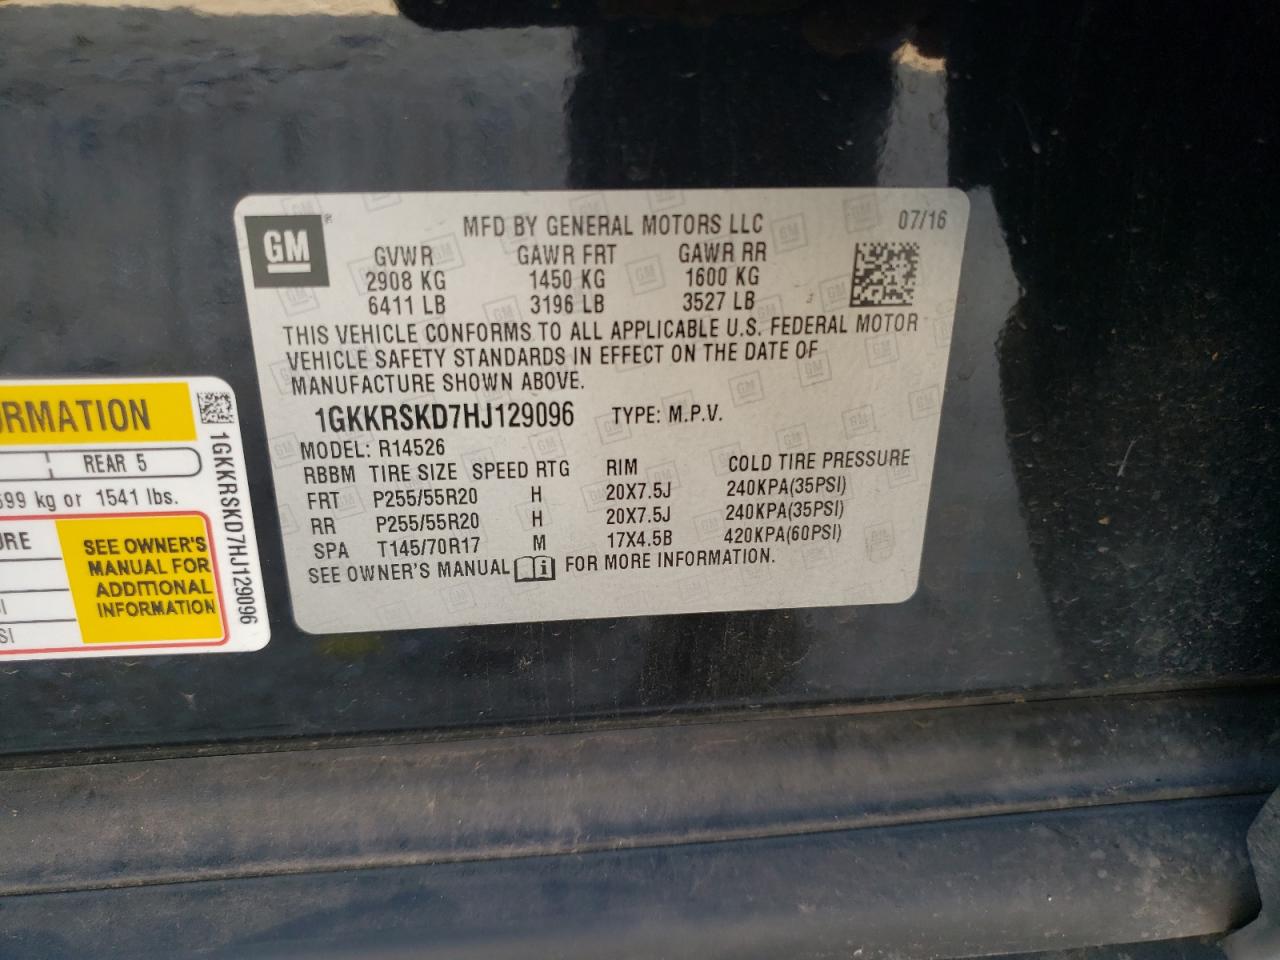 GM ®
MFD BY GENERAL MOTORS LLC 07/16
GVWR GAWR FRT GAWR RR
2908 KG 1450 KG 1600 KG
6411 LB 3196 LB 3527 LB
THIS VEHICLE CONFORMS TO ALL APPLICABLE U.S. FEDERAL MOTOR
VEHICLE SAFETY STANDARDS IN EFFECT ON THE DATE OF
MANUFACTURE SHOWN ABOVE.
1GKKRSKD7HJ129096 TYPE: M.P.V.
MODEL: R14526
RBBM TIRE SIZE SPEED RTG RIM COLD TIRE PRESSURE
FRT P255/55R20 H 20X7.5J 240KPA(35PSI)
RR P255/55R20 H 20X7.5J 240KPA(35PSI)
SPA T145/70R17 M 17X4.5B 420KPA(60PSI)
SEE OWNER'S MANUAL i FOR MORE INFORMATION.
REAR 5
kg or 1541 lbs.
SEE OWNER'S
MANUAL FOR
ADDITIONAL
INFORMATION
1GKKRSKD7HJ129096